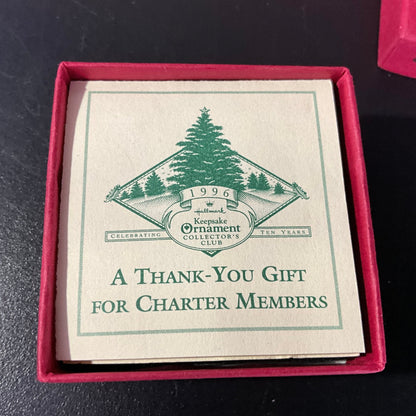 1996
Hallmark
Keepsake
Ornament
COLLECTOR'S
CLUB
CELEBRATING TEN YEARS
A THANK-YOU GIFT
FOR CHARTER MEMBERS